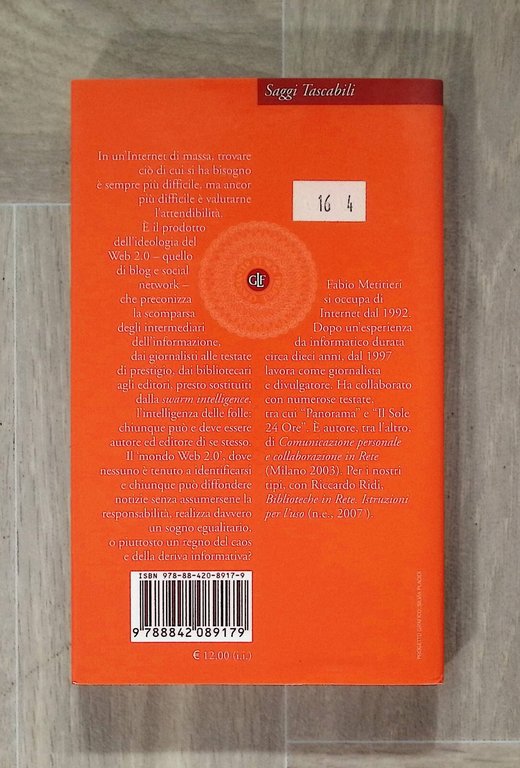 Saggi Tascabili
In un'Internet di massa, trovare
ciò di cui si ha bisogno
è sempre più difficile, ma ancor
più difficile è valutarne
l'attendibilità.
È il prodotto
dell'ideologia del
Web 2.0 – quello
di blog e social
network –
che preconizza
la scomparsa
degli intermediari
dell'informazione,
dai giornalisti alle testate
di prestigio, dai bibliotecari
agli editori, presto sostituiti
dalla swarm intelligence,
l'intelligenza delle folle:
chiunque può e deve essere
autore ed editore di se stesso.
Il 'mondo Web 2.0', dove
nessuno è tenuto a identificarsi
e chiunque può diffondere
notizie senza assumersene la
responsabilità, realizza davvero
un sogno egualitario,
o piuttosto un regno del caos
e della deriva informativa?
16 4
GLF
Fabio Metitieri
si occupa di
Internet dal 1992.
Dopo un'esperienza
da informatico durata
circa dieci anni, dal 1997
lavora come giornalista
e divulgatore. Ha collaborato
con numerose testate,
tra cui "Panorama" e "Il Sole
24 Ore". È autore, tra l'altro,
di Comunicazione personale
e collaborazione in Rete
(Milano 2003). Per i nostri
tipi, con Riccardo Ridi,
Biblioteche in Rete. Istruzioni
per l'uso (n.e., 2007³).
ISBN 978-88-420-8917-9
9 788842 089179
€ 12,00 (i.i.)
PROGETTO GRAFICO: SILVIA PLACIDI